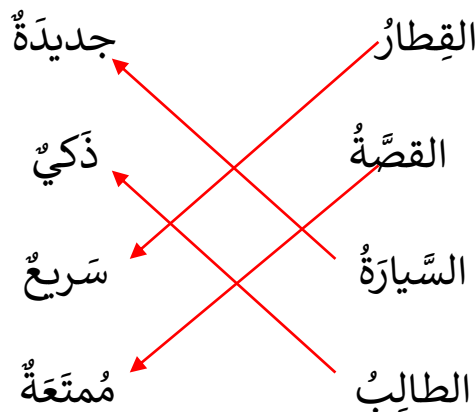 القِطارُ جديدَةٌ
القصَّةُ ذَكيٌ
السَّيارَةُ سَريعٌ
الطالِبُ مُمتَعَةٌ